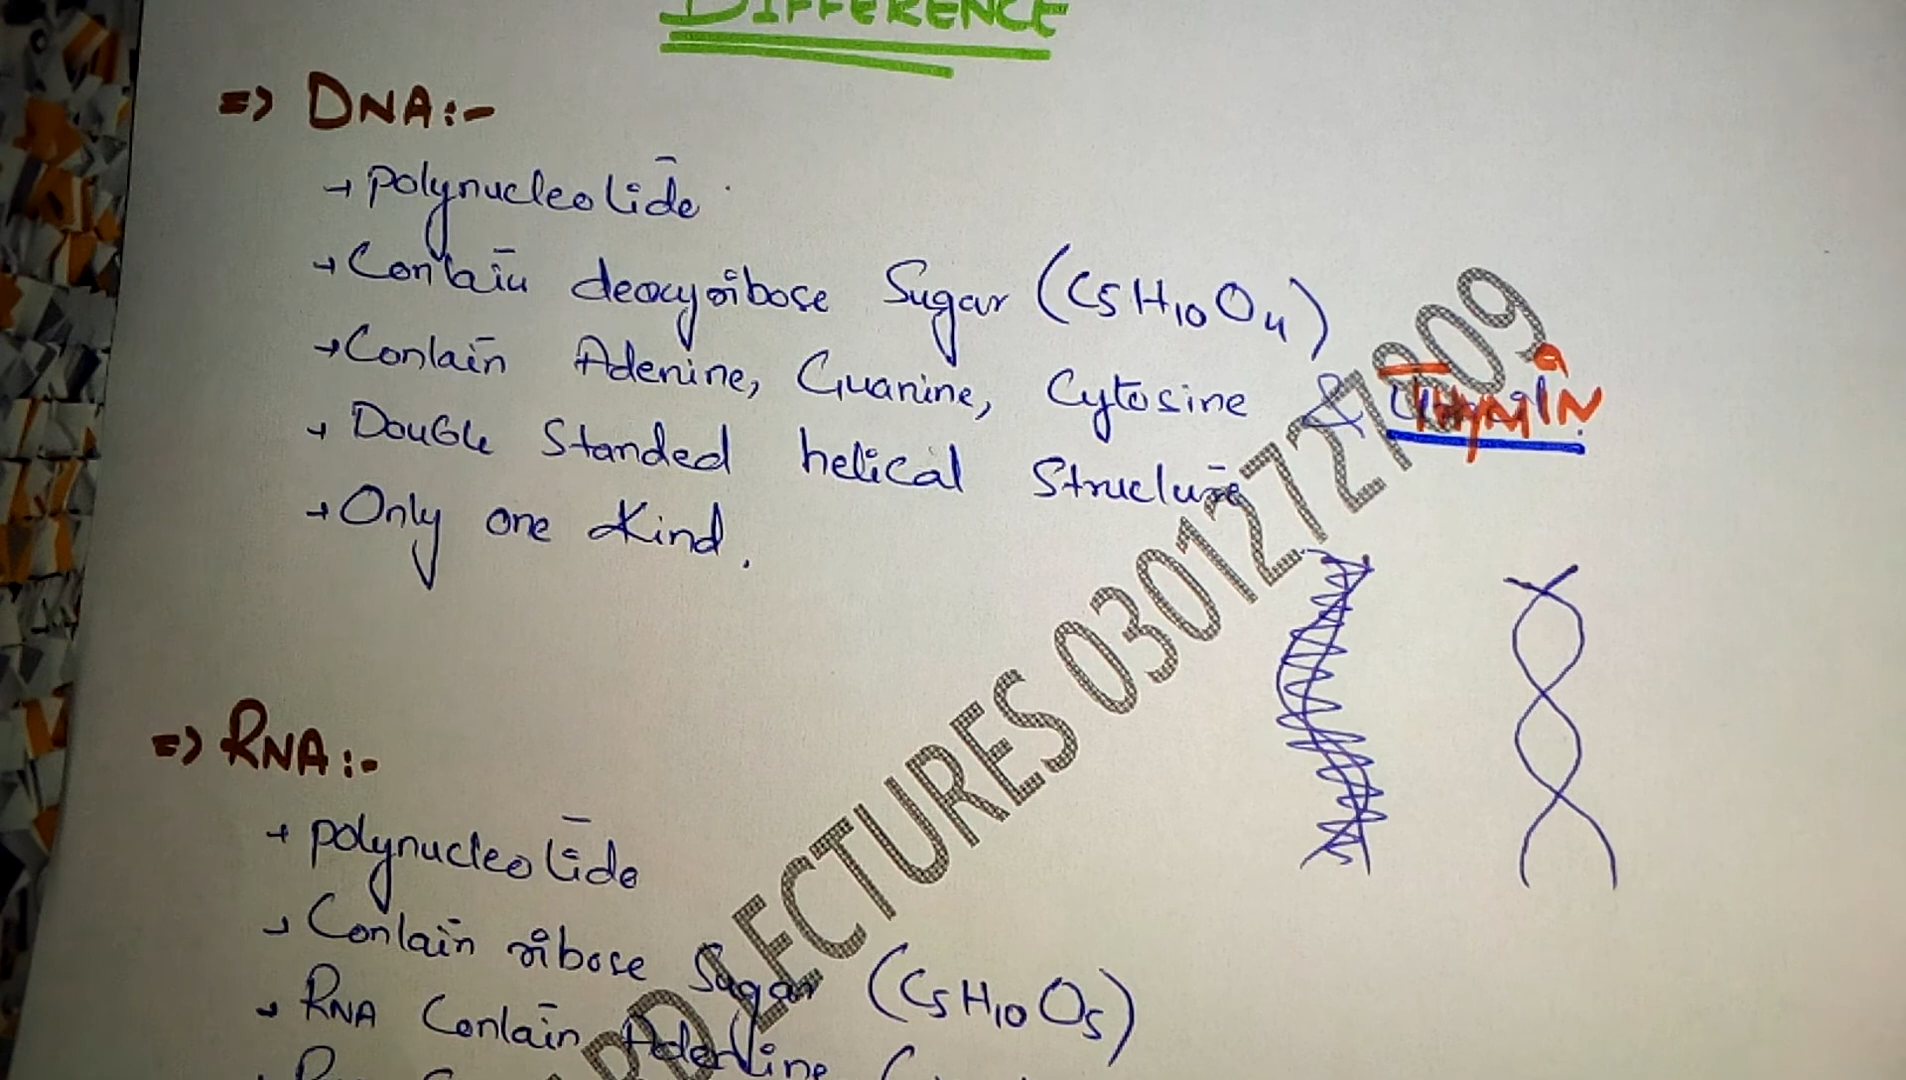 DIFFERENCE
=> DNA:-
→ polynucleotide
→ Contain deoxyribose Sugar (C5H10O4)
→ Contain Adenine, Guanine, Cytosine & THYMIN
→ Double Standed helical Structure
→ Only one Kind.
=> RNA:-
→ polynucleotide
→ Contain ribose Sugar (C5H10O5)
→ RNA Contain Adenine
LECTURES 03012727809